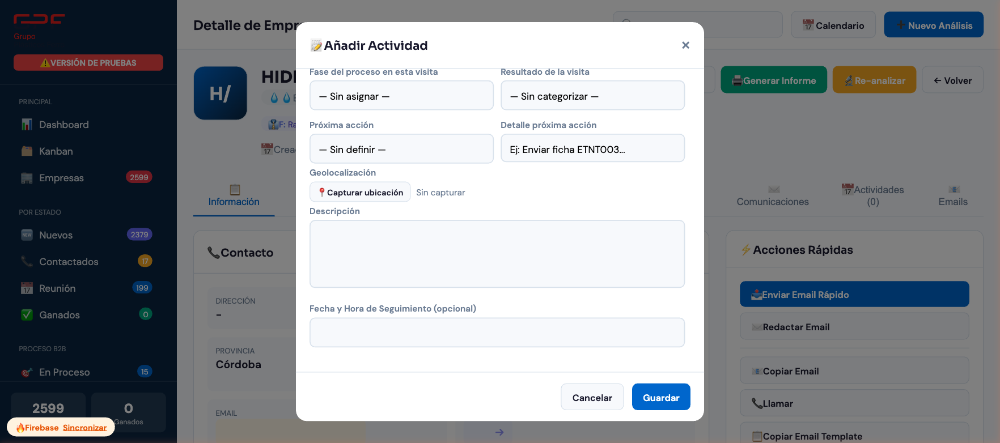 Grupo
⚠️VERSIÓN DE PRUEBAS
PRINCIPAL
Dashboard
Kanban
Empresas 2599
POR ESTADO
Nuevos 2379
Contactados 17
Reunión 199
Ganados 0
PROCESO B2B
En Proceso 15
2599 0
Ganados
Firebase Sincronizar
Detalle de Empr
Calendario
Nuevo Análisis
H/
Generar Informe
Re-analizar
← Volver
Información
Comunicaciones
Actividades
(0)
Emails
Contacto
DIRECCIÓN
-
PROVINCIA
Córdoba
EMAIL
→
Acciones Rápidas
Enviar Email Rápido
Redactar Email
Copiar Email
Llamar
Copiar Email Template
Añadir Actividad
×
Fase del proceso en esta visita Resultado de la visita
— Sin asignar — — Sin categorizar —
Próxima acción Detalle próxima acción
— Sin definir — Ej: Enviar ficha ETNT003...
Geolocalización
Capturar ubicación Sin capturar
Descripción
Fecha y Hora de Seguimiento (opcional)
Cancelar Guardar